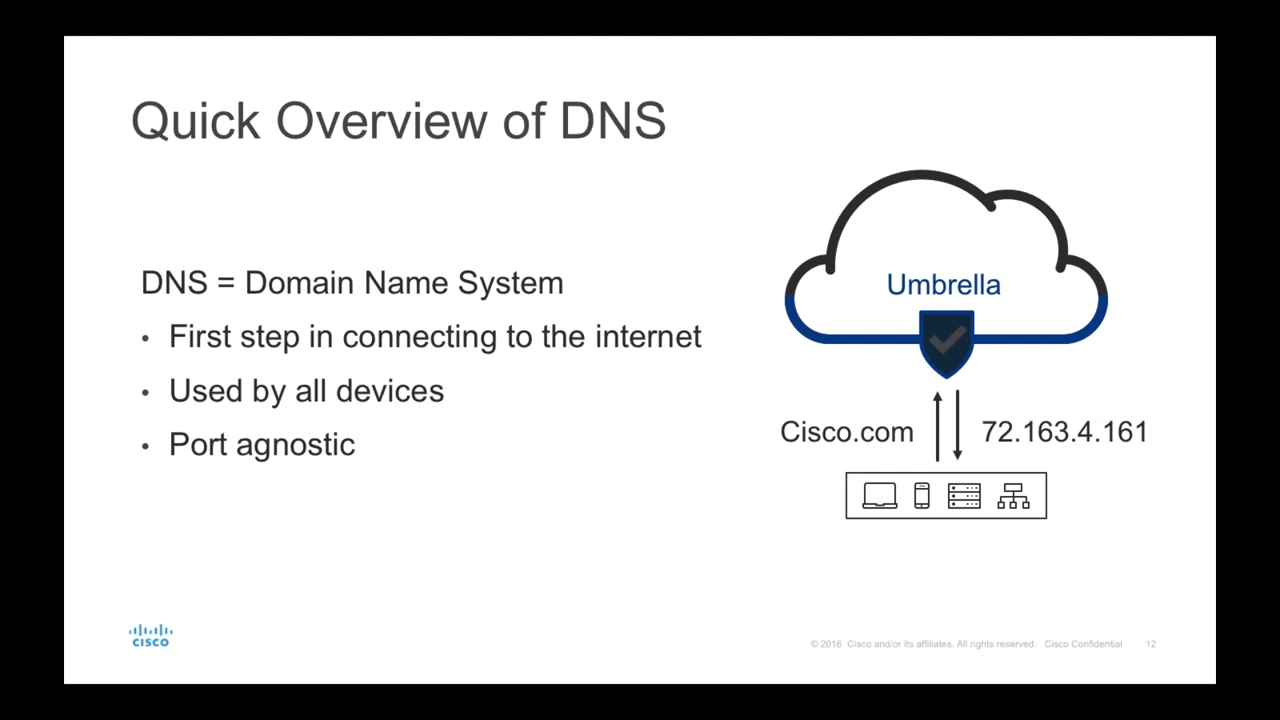 Quick Overview of DNS
DNS = Domain Name System
• First step in connecting to the internet
• Used by all devices
• Port agnostic
Umbrella
Cisco.com
72.163.4.161
CISCO
© 2016 Cisco and/or its affiliates. All rights reserved. Cisco Confidential 12